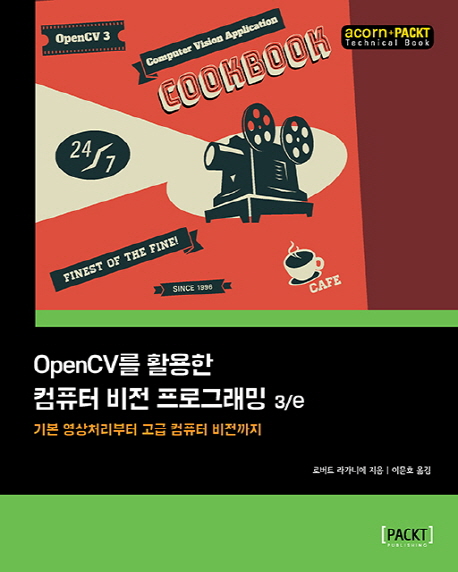 OpenCV 3
Computer Vision Application
COOKBOOK
acorn+PACKT
Technical Book
24/7
FINEST OF THE FINE!
SINCE 1996
CAFE
OpenCV를 활용한
컴퓨터 비전 프로그래밍 3/e
기본 영상처리부터 고급 컴퓨터 비전까지
로버트 라가니에 지음 | 이문호 옮김
[PACKT]
PUBLISHING